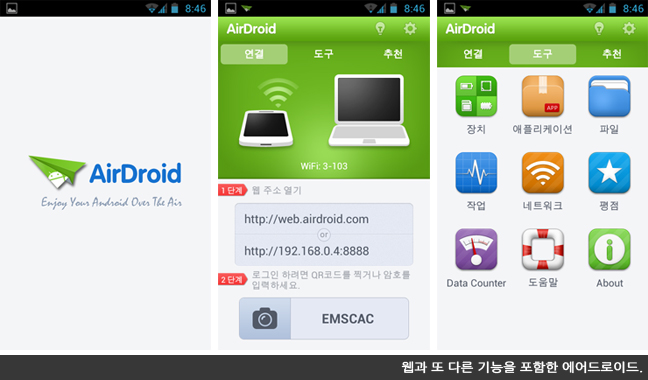 8:46
AirDroid
Enjoy Your Android Over The Air
8:46
AirDroid
연결 도구 추천
WiFi: 3-103
1 단계 웹 주소 열기
http://web.airdroid.com
or
http://192.168.0.4:8888
2 단계 로그인 하려면 QR코드를 찍거나 암호를
입력하세요.
EMSCAC
8:46
AirDroid
연결 도구 추천
APP
장치 애플리케이션 파일
작업 네트워크 평점
Data Counter 도움말 About
웹과 또 다른 기능을 포함한 에어드로이드.